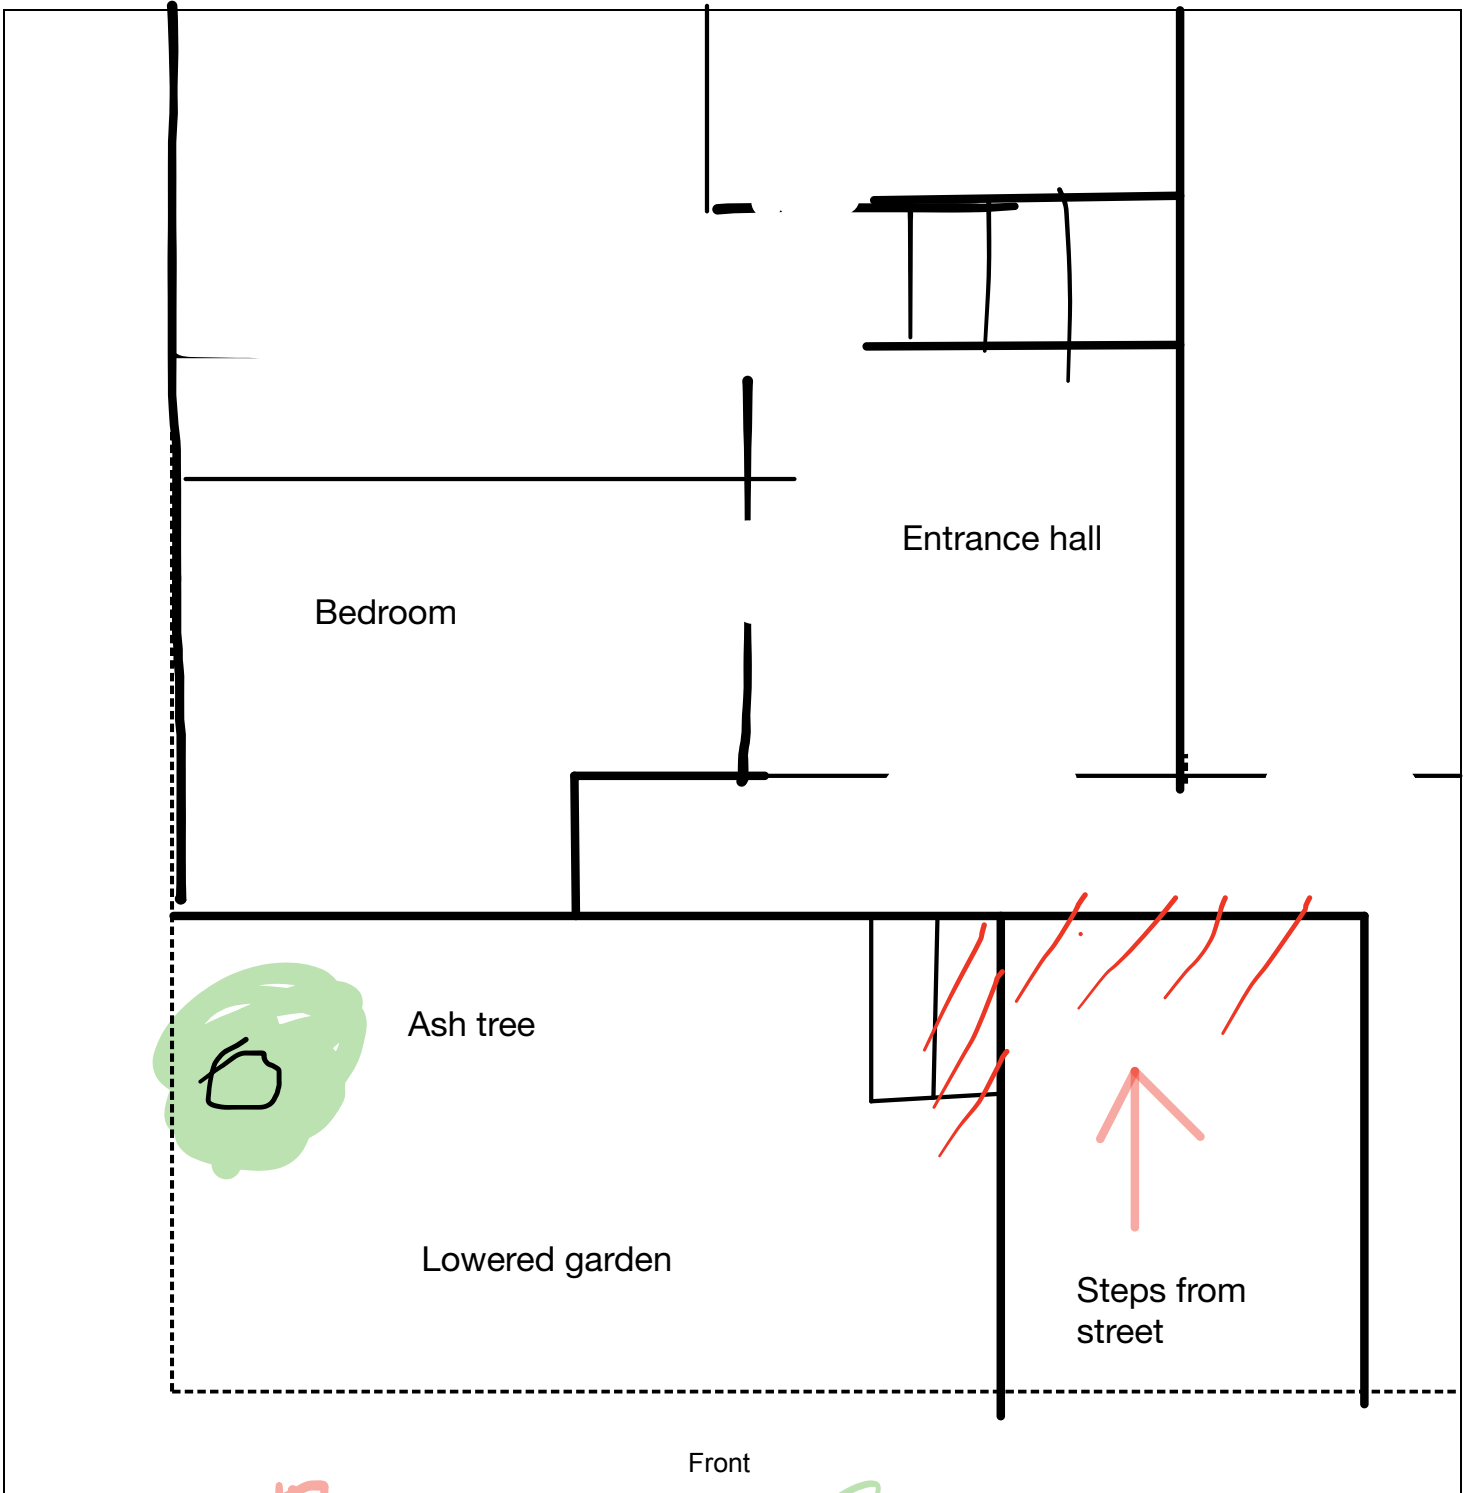 Entrance hall
Bedroom
Ash tree
Lowered garden
Steps from
street
Front